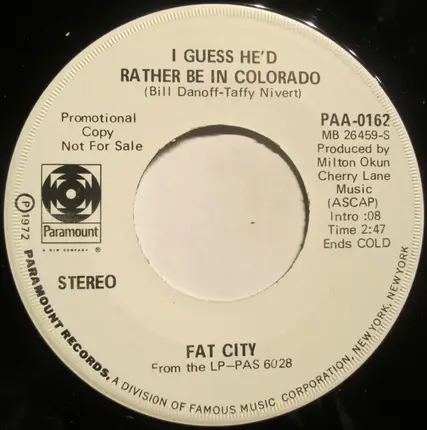 I GUESS HE'D
RATHER BE IN COLORADO
(Bill Danoff-Taffy Nivert)
Promotional
Copy
Not For Sale
PAA-0162
MB 26459-S
Produced by
Milton Okun
Cherry Lane
Music
(ASCAP)
Intro :08
Time 2:47
Ends COLD
Paramount
A G+W COMPANY ®
STEREO
FAT CITY
From the LP-PAS 6028
Ⓟ1972 PARAMOUNT RECORDS, A DIVISION OF FAMOUS MUSIC CORPORATION, NEW YORK, NEW YORK